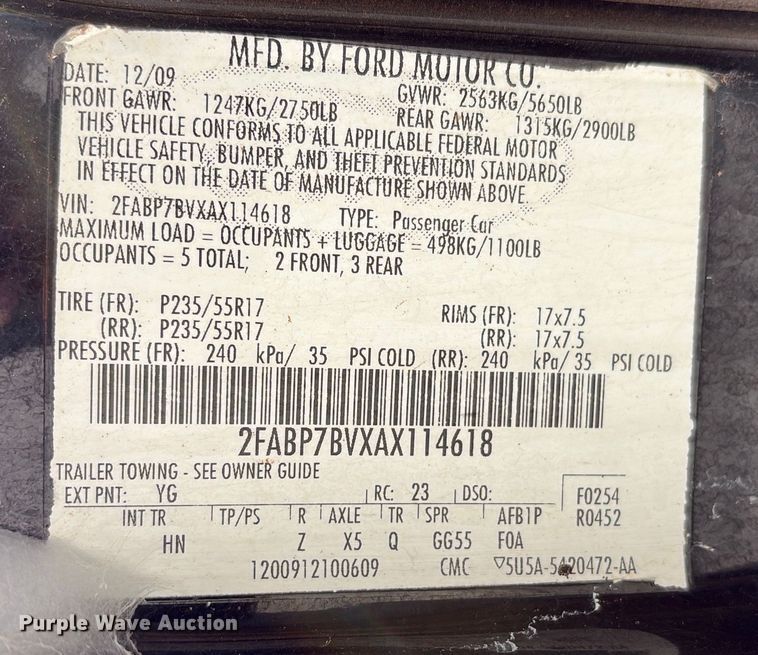 MFD. BY FORD MOTOR CO.
DATE: 12/09 GVWR: 2563KG/5650LB
FRONT GAWR: 1247KG/2750LB REAR GAWR: 1315KG/2900LB
THIS VEHICLE CONFORMS TO ALL APPLICABLE FEDERAL MOTOR
VEHICLE SAFETY, BUMPER, AND THEFT PREVENTION STANDARDS
IN EFFECT ON THE DATE OF MANUFACTURE SHOWN ABOVE.
VIN: 2FABP7BVXAX114618 TYPE: Passenger Car
MAXIMUM LOAD = OCCUPANTS + LUGGAGE = 498KG/1100LB
OCCUPANTS = 5 TOTAL; 2 FRONT, 3 REAR
TIRE (FR): P235/55R17 RIMS (FR): 17x7.5
(RR): P235/55R17 (RR): 17x7.5
PRESSURE (FR): 240 kPa/ 35 PSI COLD (RR): 240 kPa/ 35 PSI COLD
2FABP7BVXAX114618
TRAILER TOWING - SEE OWNER GUIDE
EXT PNT: YG RC: 23 DSO: F0254
INT TR TP/PS R AXLE TR SPR AFB1P R0452
HN Z X5 Q GG55 F0A
1200912100609 CMC ▽5U5A-5420472-AA
Purple Wave Auction